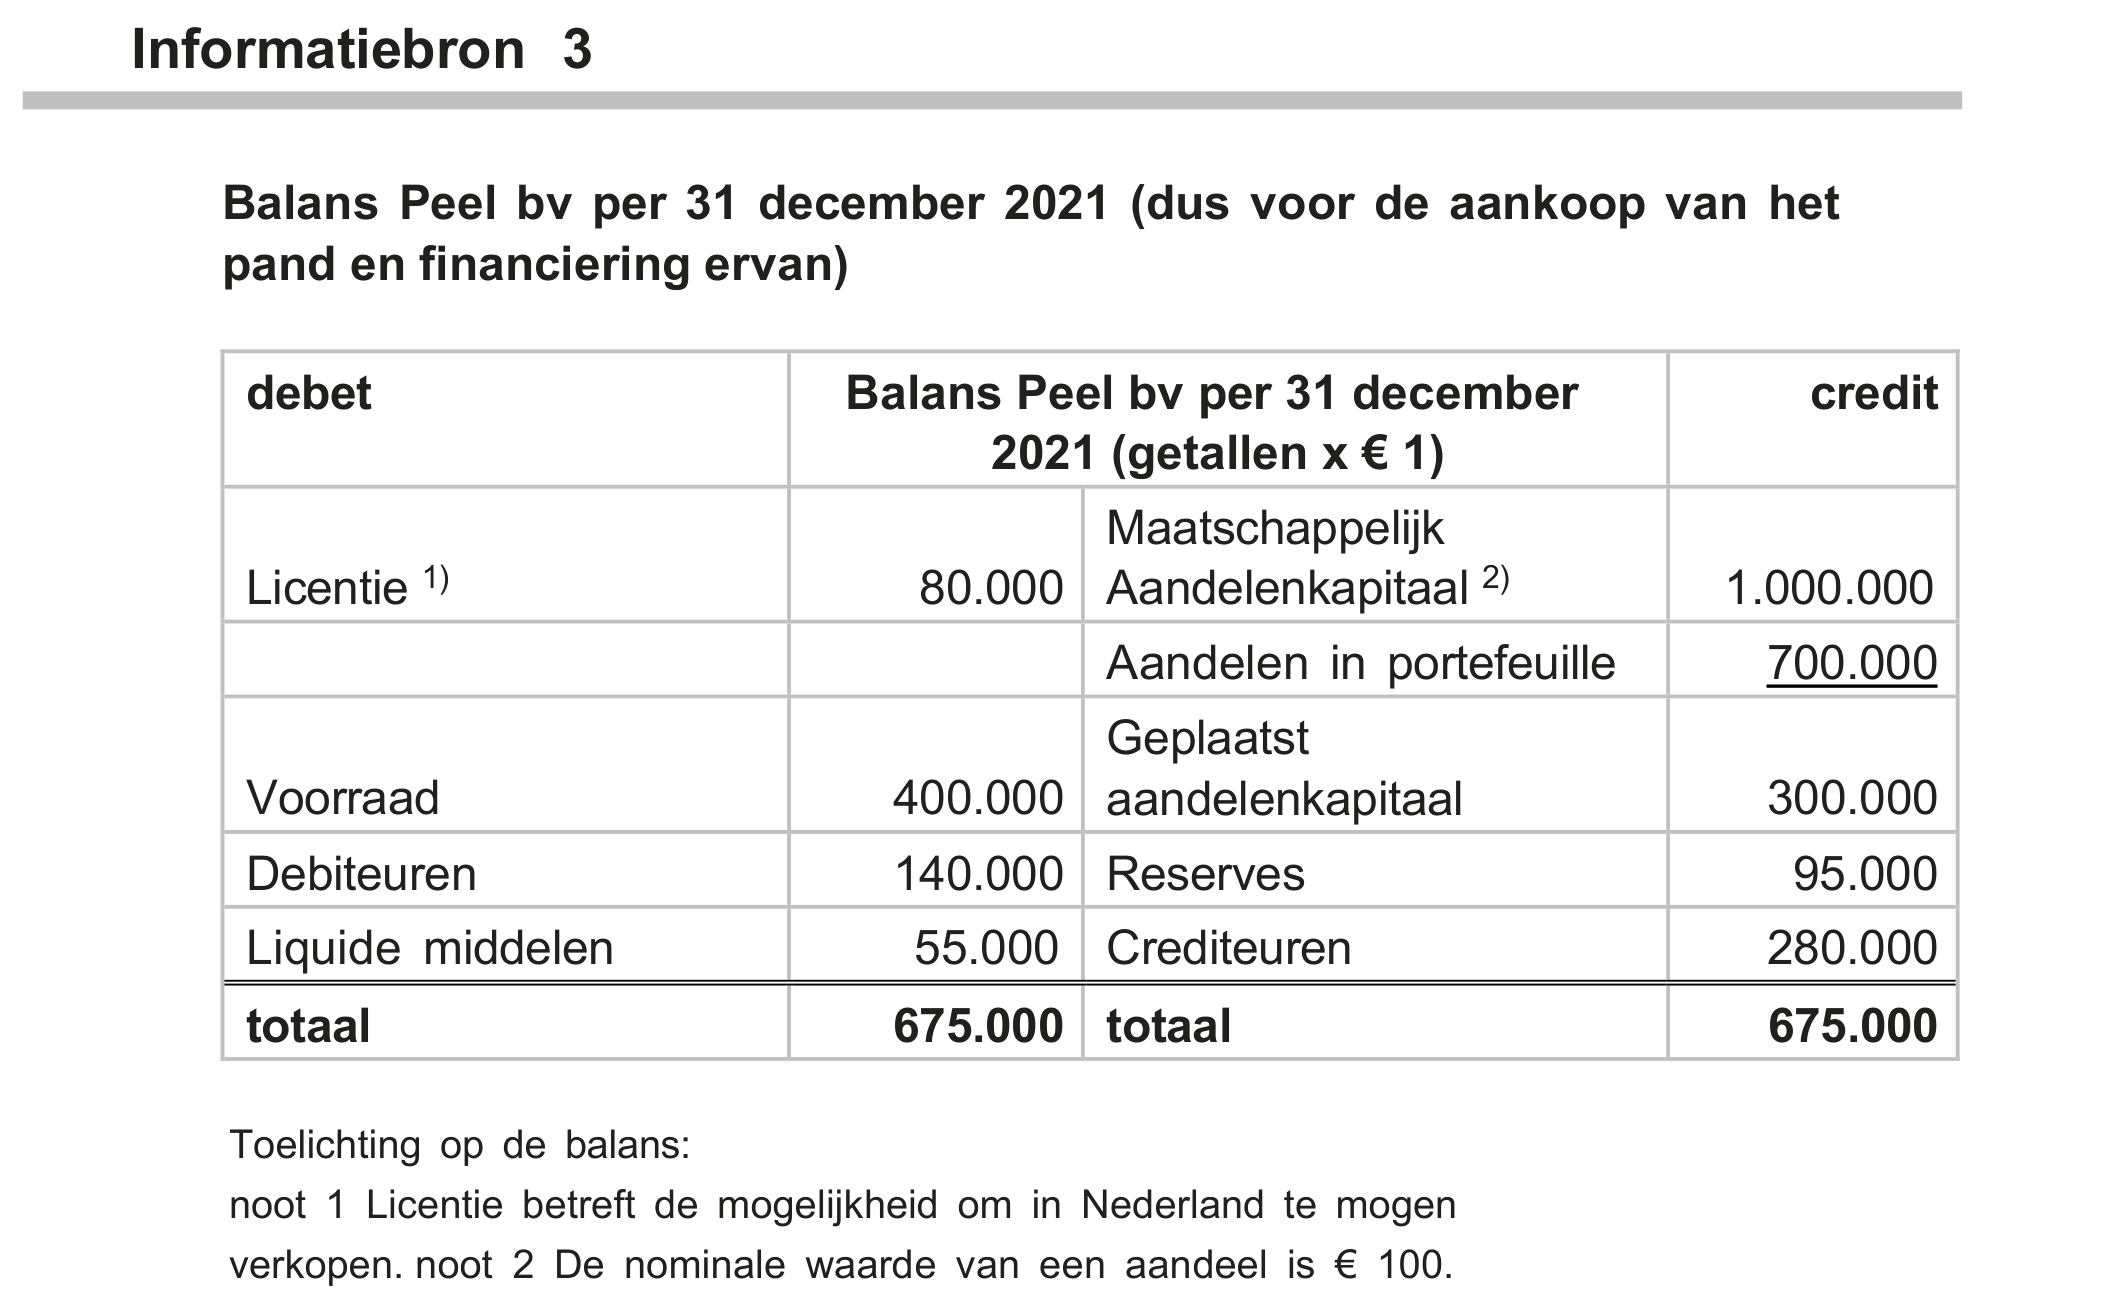 Informatiebron 3
Balans Peel bv per 31 december 2021 (dus voor de aankoop van het
pand en financiering ervan)
debet
Balans Peel bv per 31 december
2021 (getallen x € 1)
credit
Licentie 1)
80.000
Maatschappelijk
Aandelenkapitaal 2)
1.000.000
Aandelen in portefeuille
700.000
Voorraad
400.000
Geplaatst
aandelenkapitaal
300.000
Debiteuren
140.000
Reserves
95.000
Liquide middelen
55.000
Crediteuren
280.000
totaal
675.000
totaal
675.000
Toelichting op de balans:
noot 1 Licentie betreft de mogelijkheid om in Nederland te mogen
verkopen. noot 2 De nominale waarde van een aandeel is € 100.